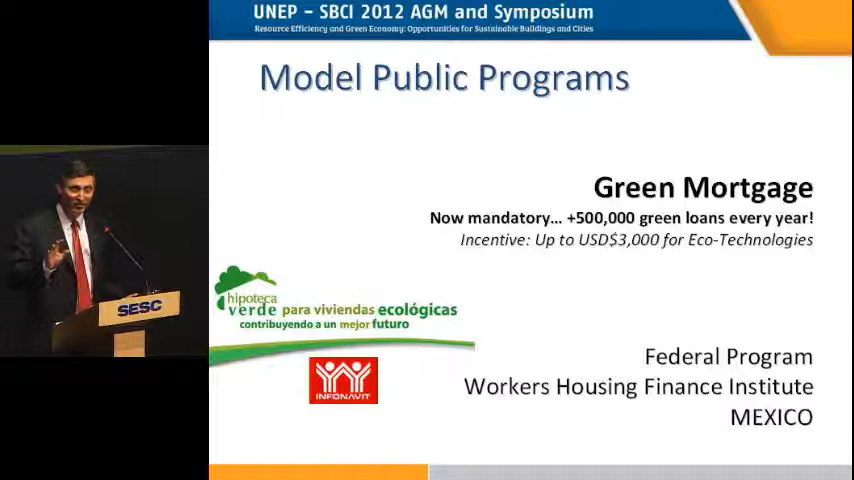 UNEP – SBCI 2012 AGM and Symposium
Resource Efficiency and Green Economy: Opportunities for Sustainable Buildings and Cities
Model Public Programs
Green Mortgage
Now mandatory... +500,000 green loans every year!
Incentive: Up to USD$3,000 for Eco-Technologies
hipoteca
verde para viviendas ecológicas
contribuyendo a un mejor futuro
INFONAVIT
Federal Program
Workers Housing Finance Institute
MEXICO
SESC